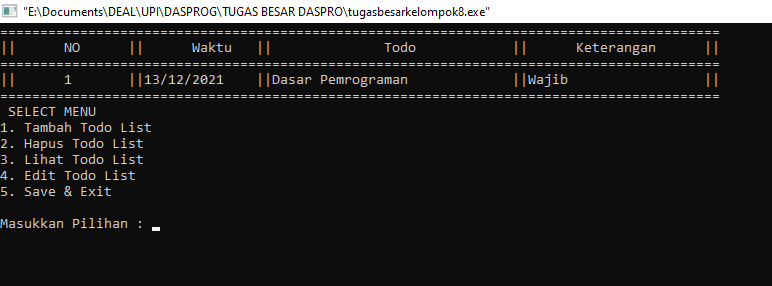 "E:\Documents\DEAL\UPI\DASPROG\TUGAS BESAR DASPRO\tugasbesarkelompok8.exe"
==========================================================================================
||      NO      ||      Waktu   ||              Todo            ||      Keterangan      ||
==========================================================================================
||      1       ||13/12/2021    ||Dasar Pemrograman             ||Wajib                 ||
==========================================================================================
 SELECT MENU
1. Tambah Todo List
2. Hapus Todo List
3. Lihat Todo List
4. Edit Todo List
5. Save & Exit
Masukkan Pilihan :